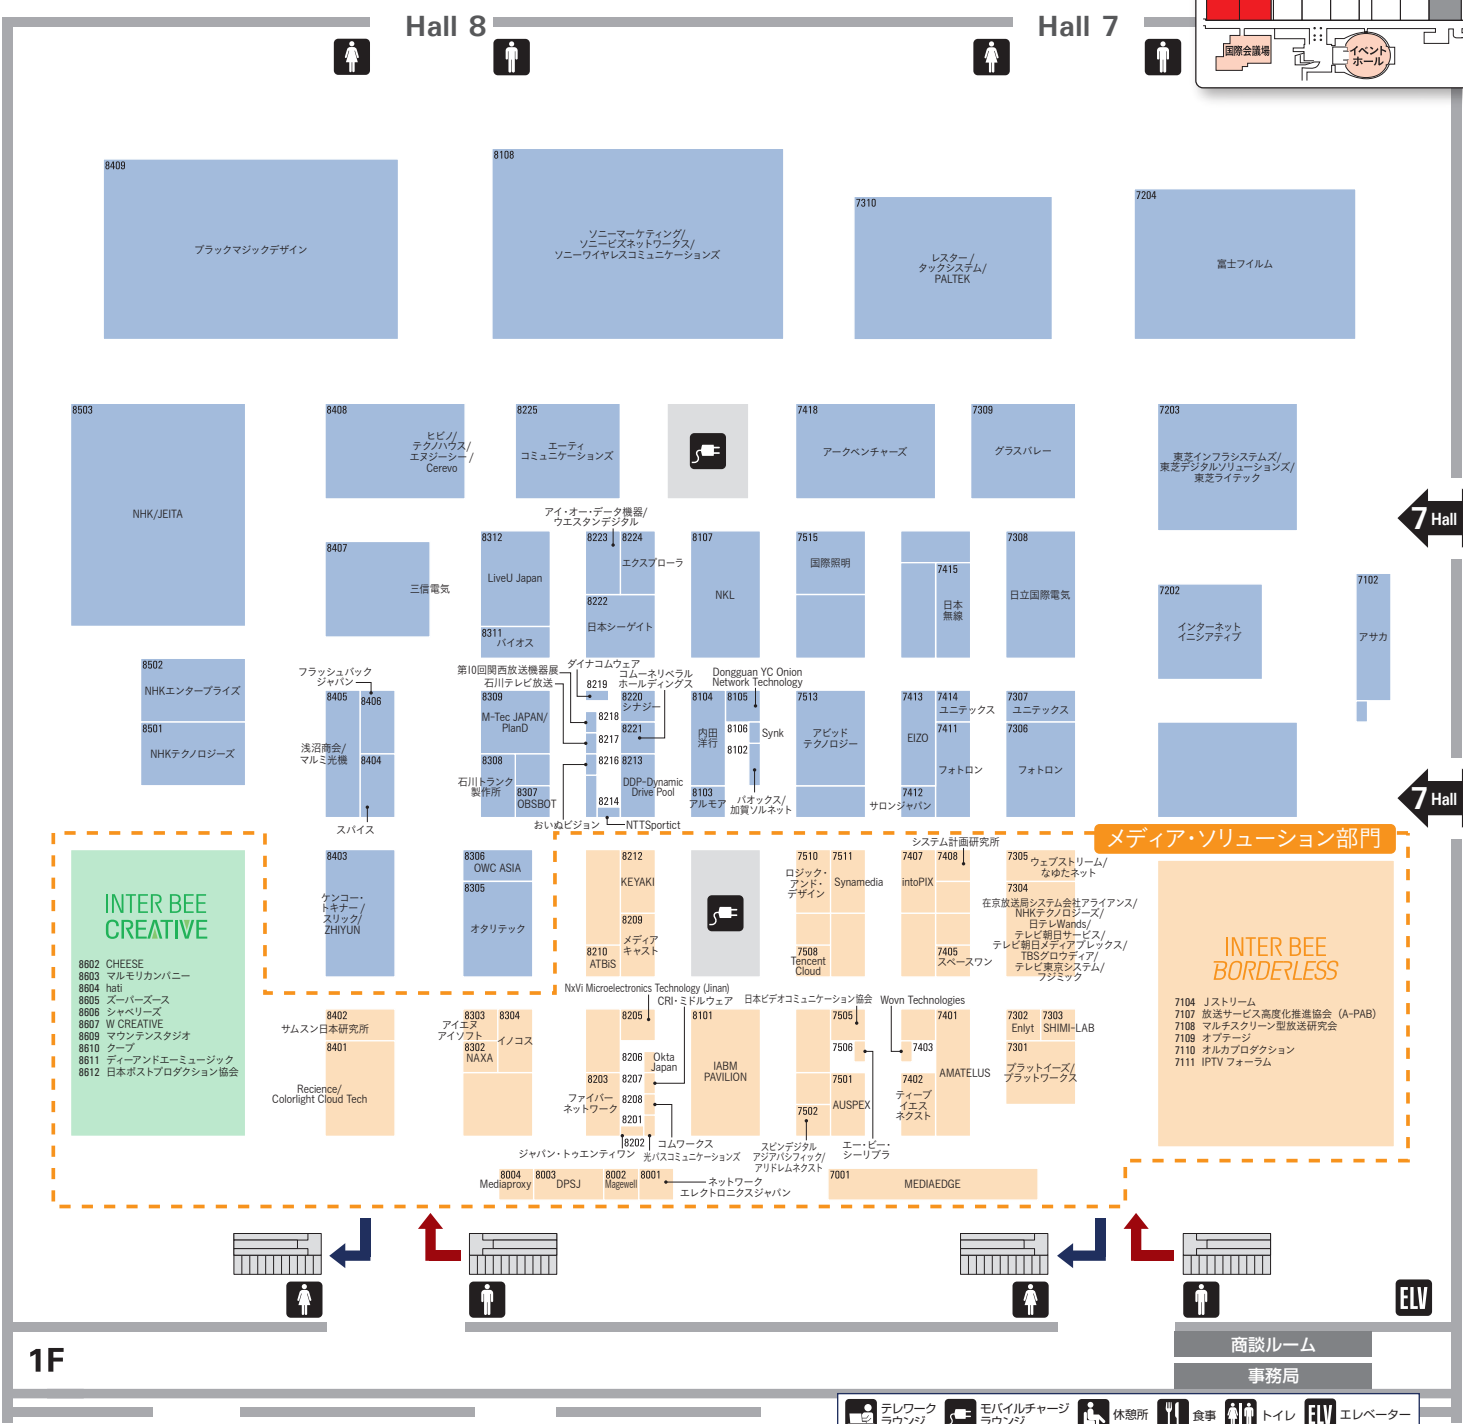 Hall 8
Hall 7
国際会議場
イベント
ホール
8409
ブラックマジックデザイン
8108
ソニーマーケティング/
ソニービズネットワークス/
ソニーワイヤレスコミュニケーションズ
7310
レスター/
タックシステム/
PALTEK
7204
富士フイルム
8503
NHK/JEITA
8408
ヒビノ/
テクノハウス/
エヌジーシー/
Cerevo
8225
エーティ
コミュニケーションズ
7418
アークベンチャーズ
7309
グラスバレー
7203
東芝インフラシステムズ/
東芝デジタルソリューションズ/
東芝ライテック
7 Hall
8407
三信電気
8312
LiveU Japan
8311
バイオス
アイ・オー・データ機器/
ウエスタンデジタル
8223
8224
エクスプローラ
8222
日本シーゲイト
8107
NKL
7515
国際照明
7415
日本
無線
7308
日立国際電気
7202
インターネット
イニシアティブ
7102
アサカ
8502
NHKエンタープライズ
8501
NHKテクノロジーズ
フラッシュバック
ジャパン
8405
8406
浅沼商会/
マルミ光機
8404
スパイス
第10回関西放送機器展
石川テレビ放送
ダイナコムウェア
8219
コムーネリベラル
ホールディングス
8309
M-Tec JAPAN/
PlanD
8308
石川トランク
製作所
8307
OBSBOT
8218
8217
8216
8214
おいぬビジョン
NTTSportict
8220
シナジー
8221
8213
DDP-Dynamic
Drive Pool
8104
内田
洋行
8103
アルモア
Dongguan YC Onion
Network Technology
8105
8106
Synk
8102
パオックス/
加賀ソルネット
7513
アビッド
テクノロジー
7413
EIZO
7412
サロンジャパン
7414
ユニテックス
7411
フォトロン
7307
ユニテックス
7306
フォトロン
7 Hall
メディア・ソリューション部門
INTER BEE
CREATIVE
8602 CHEESE
8603 マルモリカンパニー
8604 hati
8605 ズーパーズース
8606 シャベリーズ
8607 W CREATIVE
8609 マウンテンスタジオ
8610 クープ
8611 ディーアンドエーミュージック
8612 日本ポストプロダクション協会
8403
ケンコー・
トキナー/
スリック/
ZHIYUN
8306
OWC ASIA
8305
オタリテック
8212
KEYAKI
8209
メディア
キャスト
8210
ATBiS
7510
ロジック・
アンド・
デザイン
7511
Synamedia
7508
Tencent
Cloud
システム計画研究所
7407
7408
intoPIX
7405
スペースワン
7305
ウェブストリーム/
なゆたネット
7304
在京放送局システム会社アライアンス/
NHKテクノロジーズ/
日テレWands/
テレビ朝日サービス/
テレビ朝日メディアプレックス/
TBSグロウディア/
テレビ東京システム/
フジミック
INTER BEE
BORDERLESS
7104 Jストリーム
7107 放送サービス高度化推進協会（A-PAB）
7108 マルチスクリーン型放送研究会
7109 オプテージ
7110 オルカプロダクション
7111 IPTV フォーラム
8402
サムスン日本研究所
8401
Recience/
Colorlight Cloud Tech
8303
アイエヌ
アイソフト
8304
イノコス
8302
NAXA
NxVi Microelectronics Technology (Jinan)
CRI・ミドルウェア
8205
8206
Okta
Japan
8207
8203
ファイバー
ネットワーク
8208
8201
8202
コムワークス
ジャパン・トゥエンティワン
光パスコミュニケーションズ
8101
IABM
PAVILION
日本ビデオコミュニケーション協会
7505
7506
7501
AUSPEX
7502
スピンデジタル
アジアパシフィック/
アリドレムネクスト
エー・ビー・
シーリブラ
Wovn Technologies
7403
7401
AMATELUS
7402
ティーブ
イエス
ネクスト
7302
Enlyt
7303
SHIMI-LAB
7301
プラットイーズ/
プラットワークス
8004
Mediaproxy
8003
DPSJ
8002
Magewell
8001
ネットワーク
エレクトロニクスジャパン
7001
MEDIAEDGE
ELV
1F
商談ルーム
事務局
テレワーク
ラウンジ
モバイルチャージ
ラウンジ
休憩所
食事
トイレ
ELV エレベーター